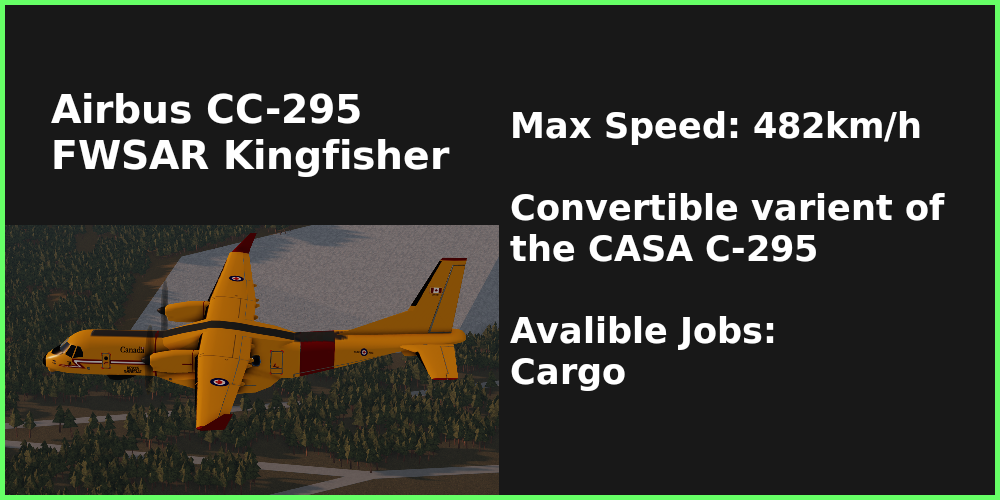 Airbus CC-295
FWSAR Kingfisher
Max Speed: 482km/h
Convertible varient of
the CASA C-295
Avalible Jobs:
Cargo
Canada